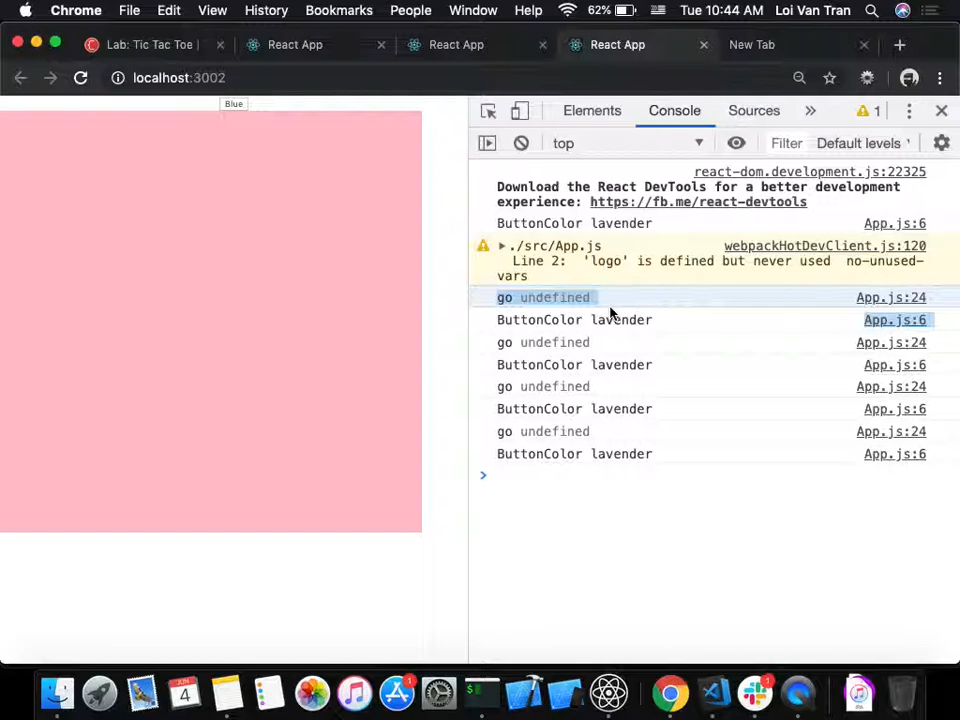 Chrome File Edit View History Bookmarks People Window Help 62% Tue 10:44 AM Loi Van Tran
Lab: Tic Tac Toe | React App React App React App New Tab
localhost:3002
Blue
Elements Console Sources 1
top Filter Default levels
react-dom.development.js:22325
Download the React DevTools for a better development
experience: https://fb.me/react-devtools
ButtonColor lavender App.js:6
./src/App.js webpackHotDevClient.js:120
Line 2: 'logo' is defined but never used no-unused-
vars
go undefined App.js:24
ButtonColor lavender App.js:6
go undefined App.js:24
ButtonColor lavender App.js:6
go undefined App.js:24
ButtonColor lavender App.js:6
go undefined App.js:24
ButtonColor lavender App.js:6